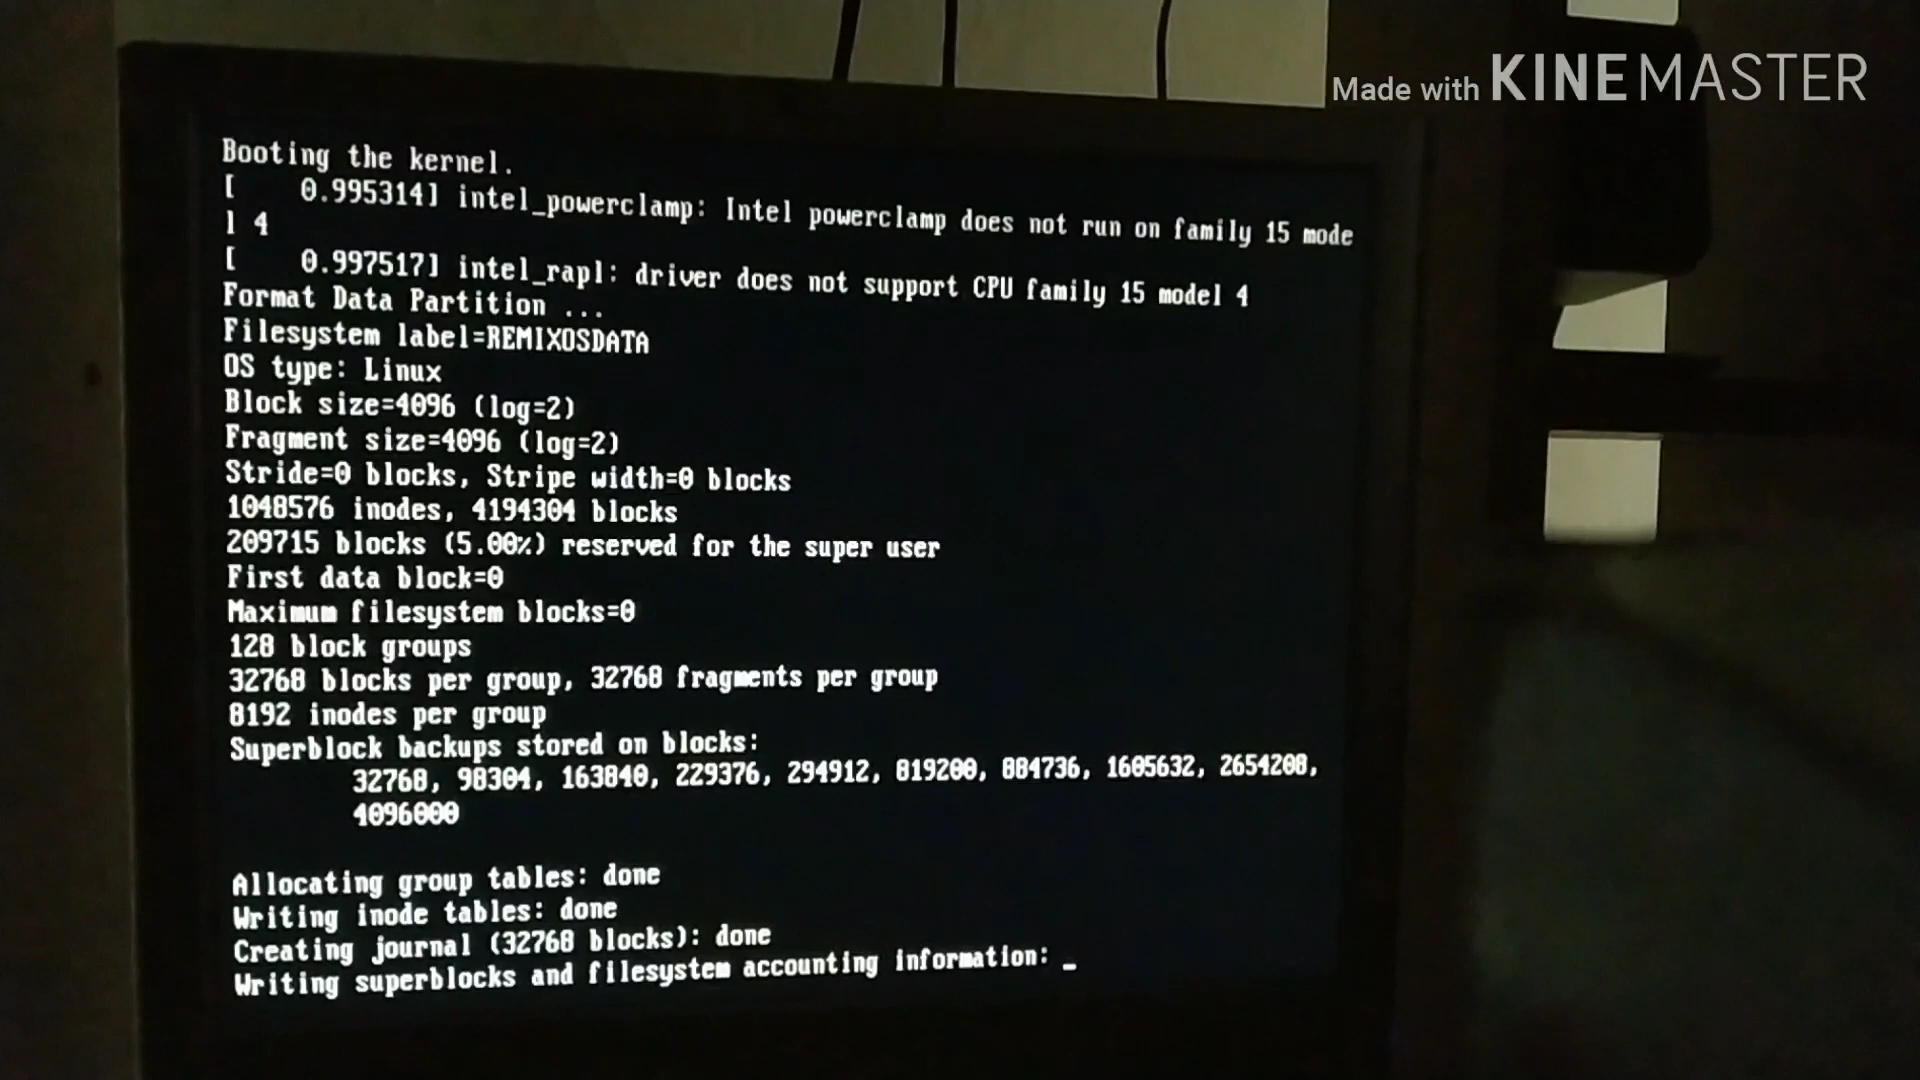 Made with KINEMASTER
Booting the kernel.
[    0.995314] intel_powerclamp: Intel powerclamp does not run on family 15 mode
l 4
[    0.997517] intel_rapl: driver does not support CPU family 15 model 4
Format Data Partition ...
Filesystem label=REMIXOSDATA
OS type: Linux
Block size=4096 (log=2)
Fragment size=4096 (log=2)
Stride=0 blocks, Stripe width=0 blocks
1048576 inodes, 4194304 blocks
209715 blocks (5.00%) reserved for the super user
First data block=0
Maximum filesystem blocks=0
128 block groups
32768 blocks per group, 32768 fragments per group
8192 inodes per group
Superblock backups stored on blocks:
32768, 98304, 163840, 229376, 294912, 819200, 884736, 1605632, 2654208,
4096000
Allocating group tables: done
Writing inode tables: done
Creating journal (32768 blocks): done
Writing superblocks and filesystem accounting information: _